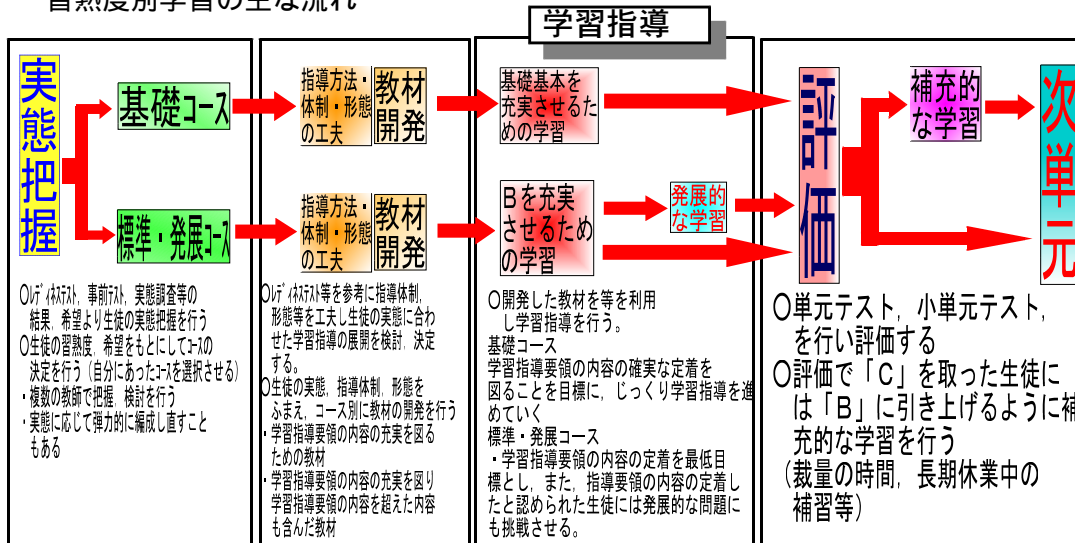 習熟度別学習の主な流れ
学習指導
実態把握
基礎コース
標準・発展コース
指導方法・
体制・形態
の工夫
教材
開発
指導方法・
体制・形態
の工夫
教材
開発
基礎基本を
充実させるた
めの学習
Bを充実
させるため
の学習
発展的
な学習
評価
補充的
な学習
次単元
○レディネステスト,事前テスト,実態調査等の
結果,希望より生徒の実態把握を行う
○生徒の習熟度,希望をもとにしてコースの
決定を行う(自分にあったコースを選択させる)
・複数の教師で把握,検討を行う
・実態に応じて弾力的に編成し直すこと
もある
○レディネステスト等を参考に指導体制,
形態等を工夫し生徒の実態に合わ
せた学習指導の展開を検討,決定
する。
○生徒の実態,指導体制,形態を
ふまえ,コース別に教材の開発を行う
・学習指導要領の内容の充実を図る
ための教材
・学習指導要領の内容の充実を図り
学習指導要領の内容を超えた内容
も含んだ教材
○開発した教材を等を利用
し学習指導を行う。
基礎コース
学習指導要領の内容の確実な定着を
図ることを目標に,じっくり学習指導を進
めていく
標準・発展コース
・学習指導要領の内容の定着を最低目
標とし,また,指導要領の内容の定着し
たと認められた生徒には発展的な問題に
も挑戦させる。
○単元テスト,小単元テスト,
を行い評価する
○評価で「C」を取った生徒に
は「B」に引き上げるように補
充的な学習を行う
(裁量の時間,長期休業中の
補習等)